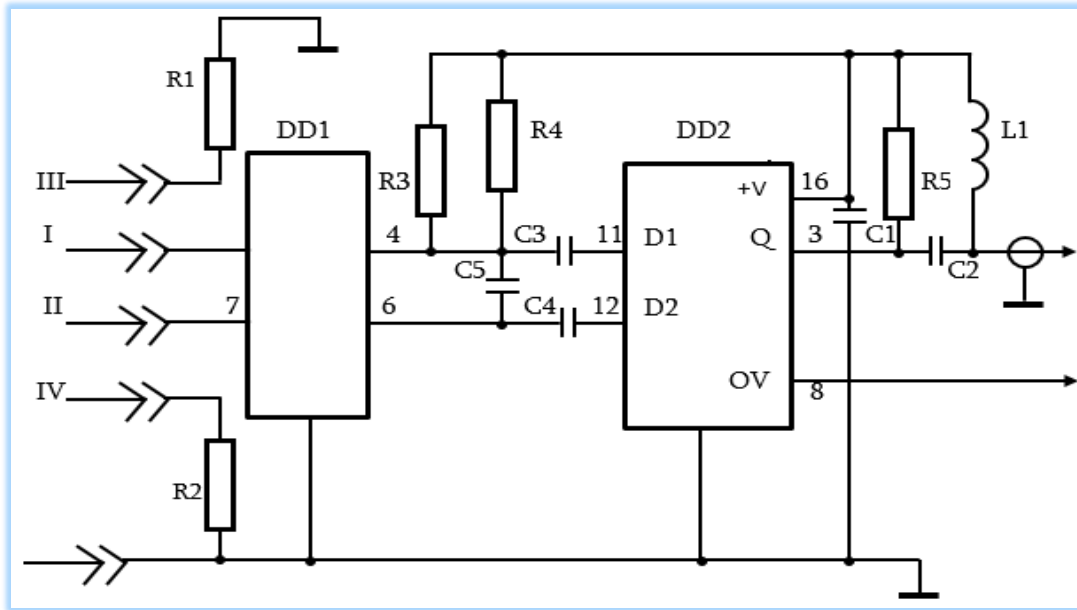 R1
DD1
R4
DD2
L1
III
R3
+V
16
R5
I
4
C3
11
D1
Q
3
C1
C5
C2
II
7
6
C4
12
D2
IV
OV
8
R2